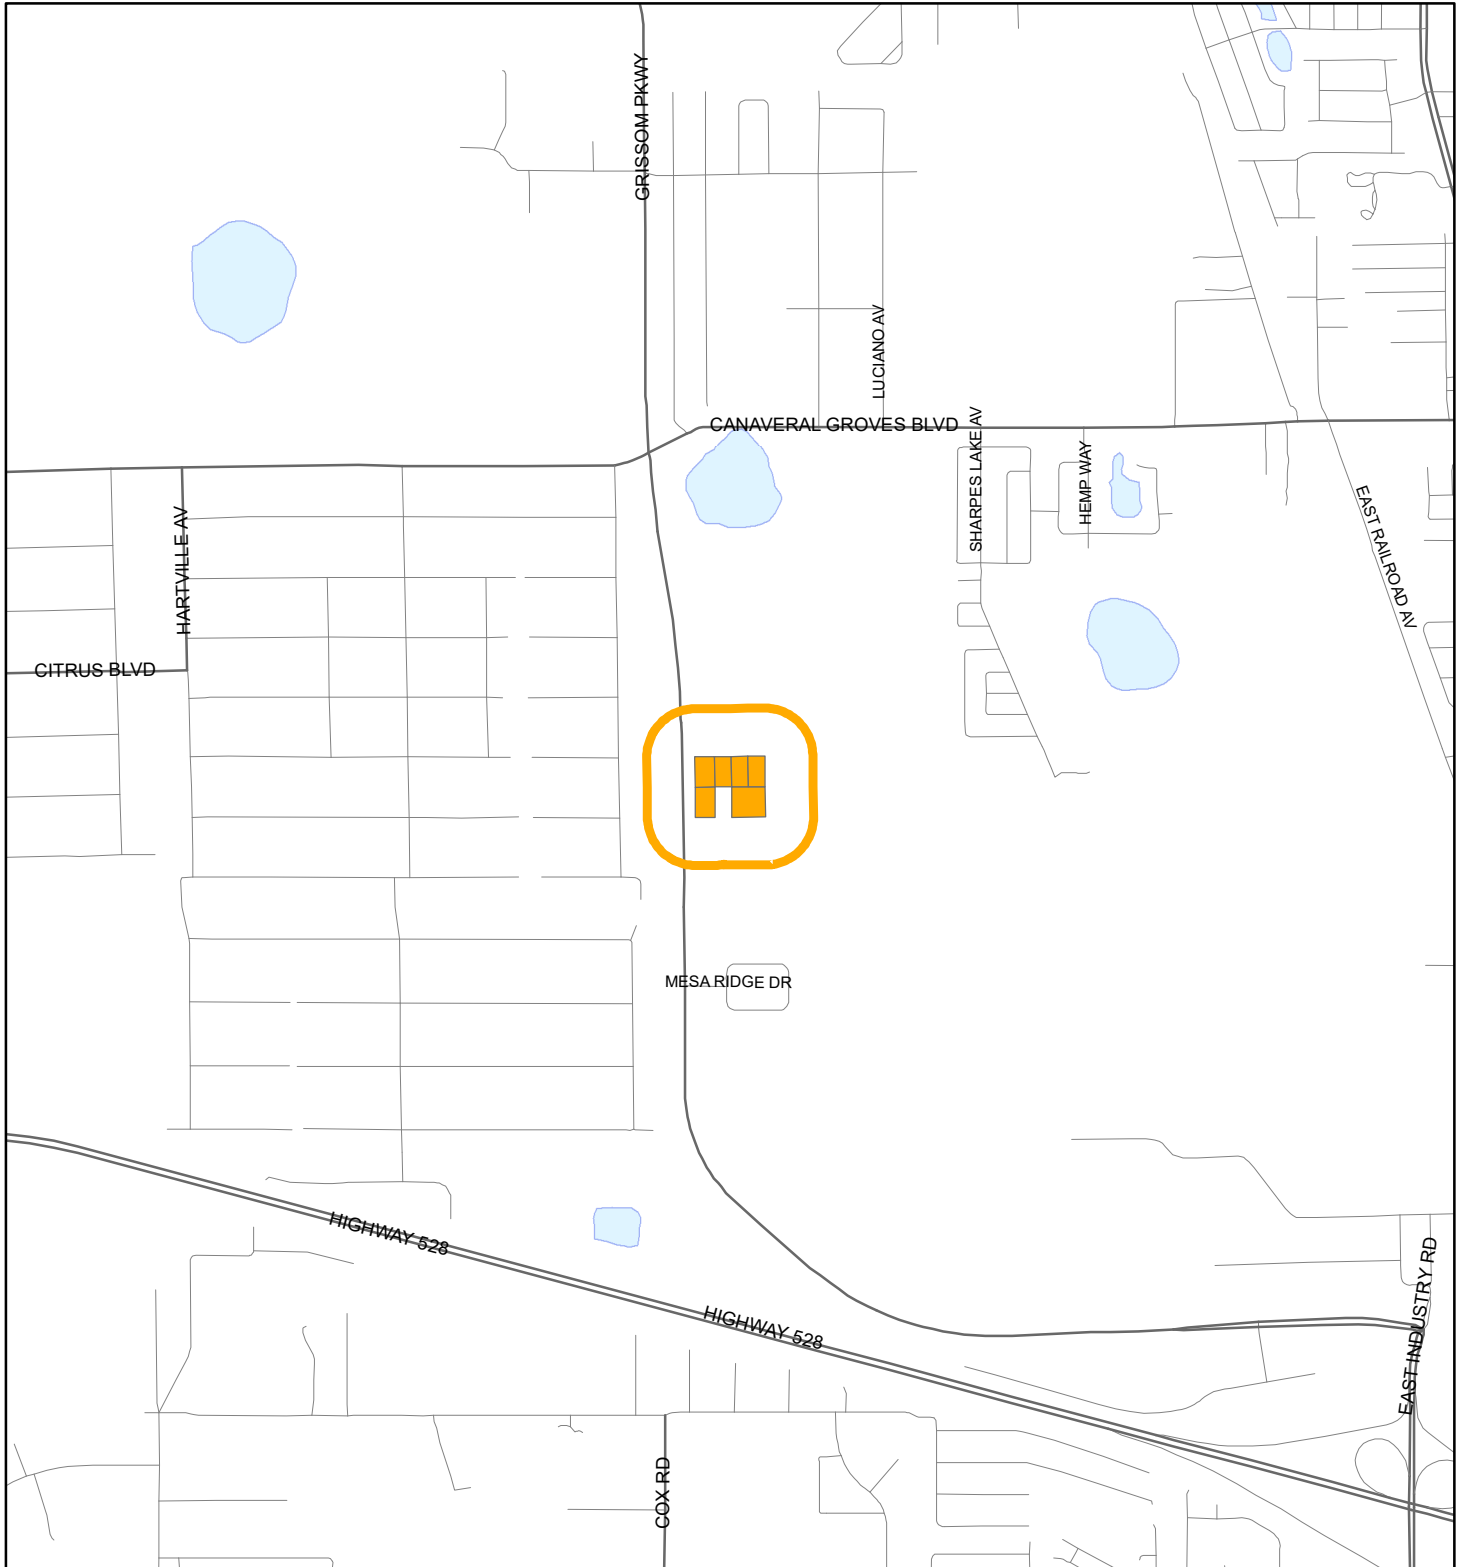 GRISSOM PKWY
LUCIANO AV
CANAVERAL GROVES BLVD
SHARPES LAKE AV
HEMP WAY
EAST RAILROAD AV
HARTVILLE AV
CITRUS BLVD
MESA RIDGE DR
HIGHWAY 528
HIGHWAY 528
EAST INDUSTRY RD
COX RD